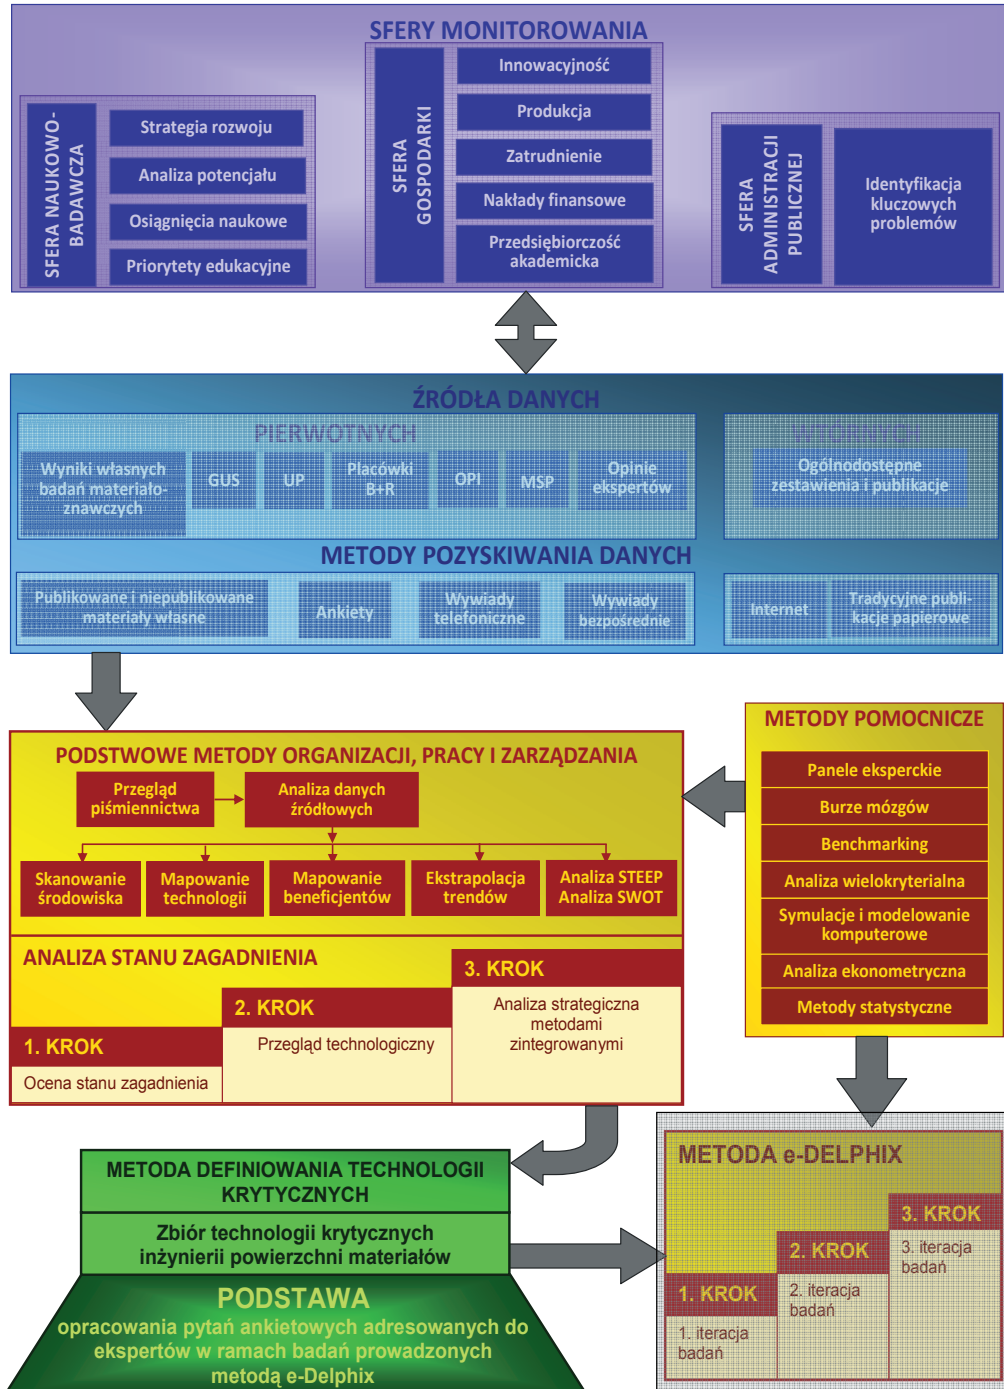 SFERY MONITOROWANIA
SFERA NAUKOWO-
BADAWCZA
Strategia rozwoju
Analiza potencjału
Osiągnięcia naukowe
Priorytety edukacyjne
SFERA
GOSPODARKI
Innowacyjność
Produkcja
Zatrudnienie
Nakłady finansowe
Przedsiębiorczość
akademicka
SFERA
ADMINISTRACJI
PUBLICZNEJ
Identyfikacja
kluczowych
problemów
ŹRÓDŁA DANYCH
PIERWOTNYCH
Wyniki własnych
badań materiało-
znawczych
GUS
UP
Placówki
B+R
OPI
MSP
Opinie
ekspertów
WTÓRNYCH
Ogólnodostępne
zestawienia i publikacje
METODY POZYSKIWANIA DANYCH
Publikowane i niepublikowane
materiały własne
Ankiety
Wywiady
telefoniczne
Wywiady
bezpośrednie
Internet
Tradycyjne publi-
kacje papierowe
PODSTWOWE METODY ORGANIZACJI, PRACY I ZARZĄDZANIA
Przegląd
piśmiennictwa
Analiza danych
źródłowych
Skanowanie
środowiska
Mapowanie
technologii
Mapowanie
beneficjentów
Ekstrapolacja
trendów
Analiza STEEP
Analiza SWOT
METODY POMOCNICZE
Panele eksperckie
Burze mózgów
Benchmarking
Analiza wielokryterialna
Symulacje i modelowanie
komputerowe
Analiza ekonometryczna
Metody statystyczne
ANALIZA STANU ZAGADNIENIA
1. KROK
Ocena stanu zagadnienia
2. KROK
Przegląd technologiczny
3. KROK
Analiza strategiczna
metodami
zintegrowanymi
METODA DEFINIOWANIA TECHNOLOGII
KRYTYCZNYCH
Zbiór technologii krytycznych
inżynierii powierzchni materiałów
PODSTAWA
opracowania pytań ankietowych adresowanych do
ekspertów w ramach badań prowadzonych
metodą e-Delphix
METODA e-DELPHIX
1. KROK
1. iteracja
badań
2. KROK
2. iteracja
badań
3. KROK
3. iteracja
badań